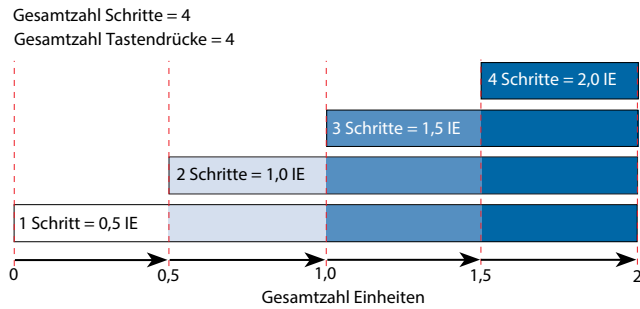 Gesamtzahl Schritte = 4
Gesamtzahl Tastendrücke = 4
4 Schritte = 2,0 IE
3 Schritte = 1,5 IE
2 Schritte = 1,0 IE
1 Schritt = 0,5 IE
0 0,5 1,0 1,5 2
Gesamtzahl Einheiten